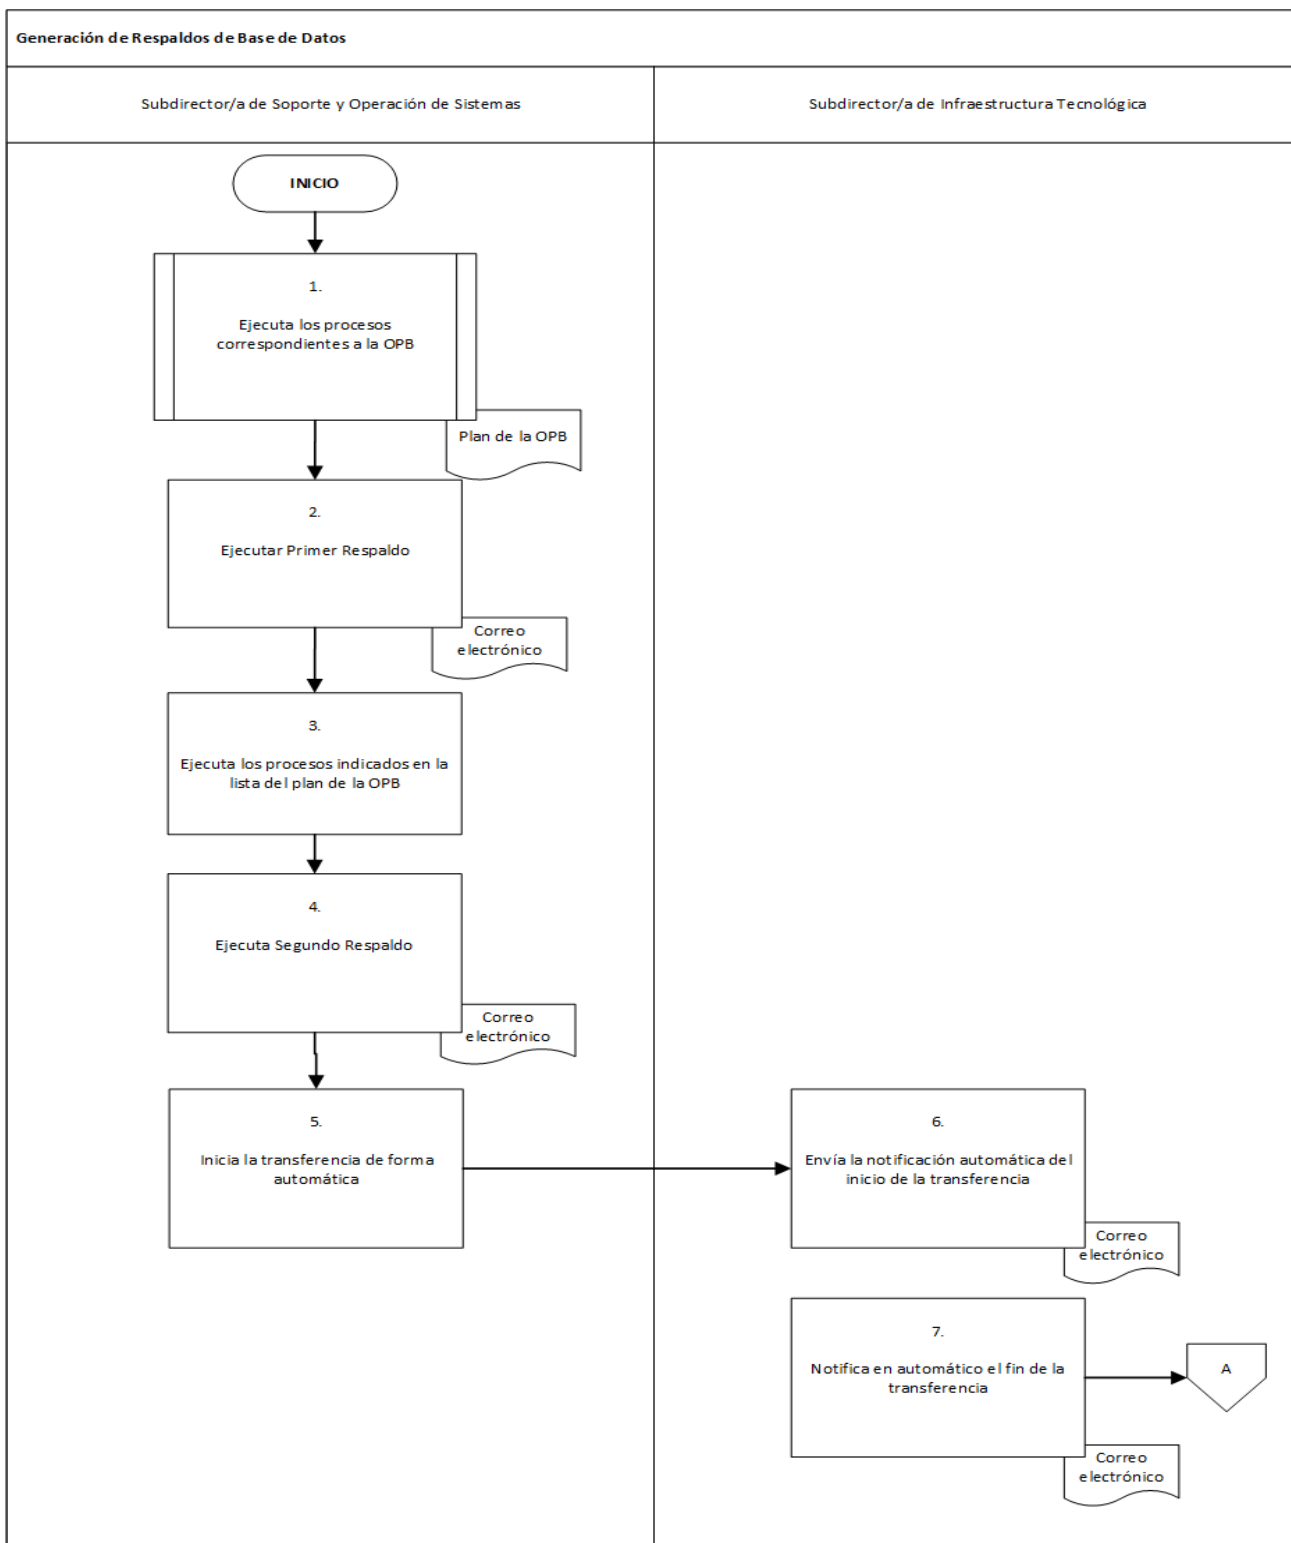 Generación de Respaldos de Base de Datos
Subdirector/a de Soporte y Operación de Sistemas
Subdirector/a de Infraestructura Tecnológica
INICIO
1.
Ejecuta los procesos
correspondientes a la OPB
Plan de la OPB
2.
Ejecutar Primer Respaldo
Correo
electrónico
3.
Ejecuta los procesos indicados en la
lista del plan de la OPB
4.
Ejecuta Segundo Respaldo
Correo
electrónico
5.
Inicia la transferencia de forma
automática
6.
Envía la notificación automática del
inicio de la transferencia
Correo
electrónico
7.
Notifica en automático el fin de la
transferencia
A
Correo
electrónico